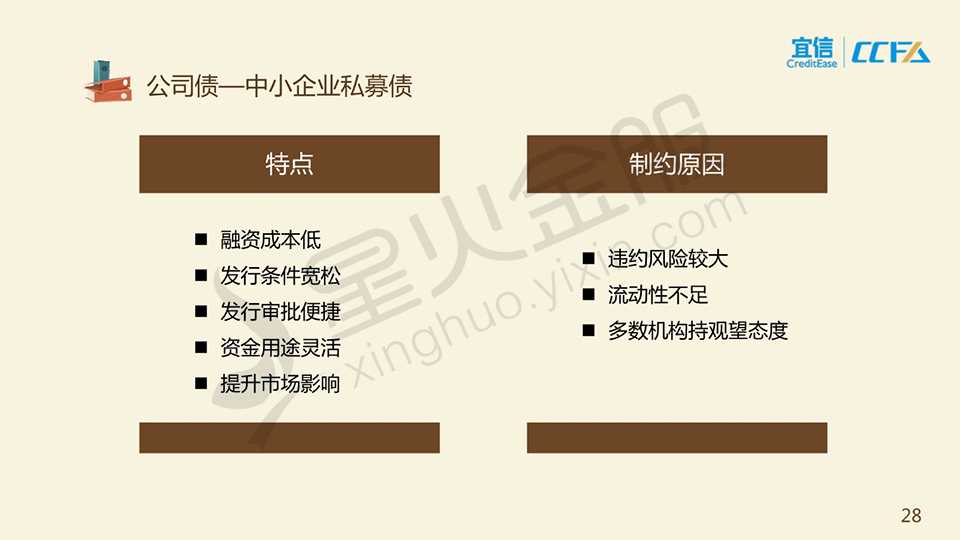 宜信
CreditEase
CCFA
公司债—中小企业私募债
特点
制约原因
融资成本低
发行条件宽松
发行审批便捷
资金用途灵活
提升市场影响
违约风险较大
流动性不足
多数机构持观望态度
星火金服
xinghuo.yixin.com
28